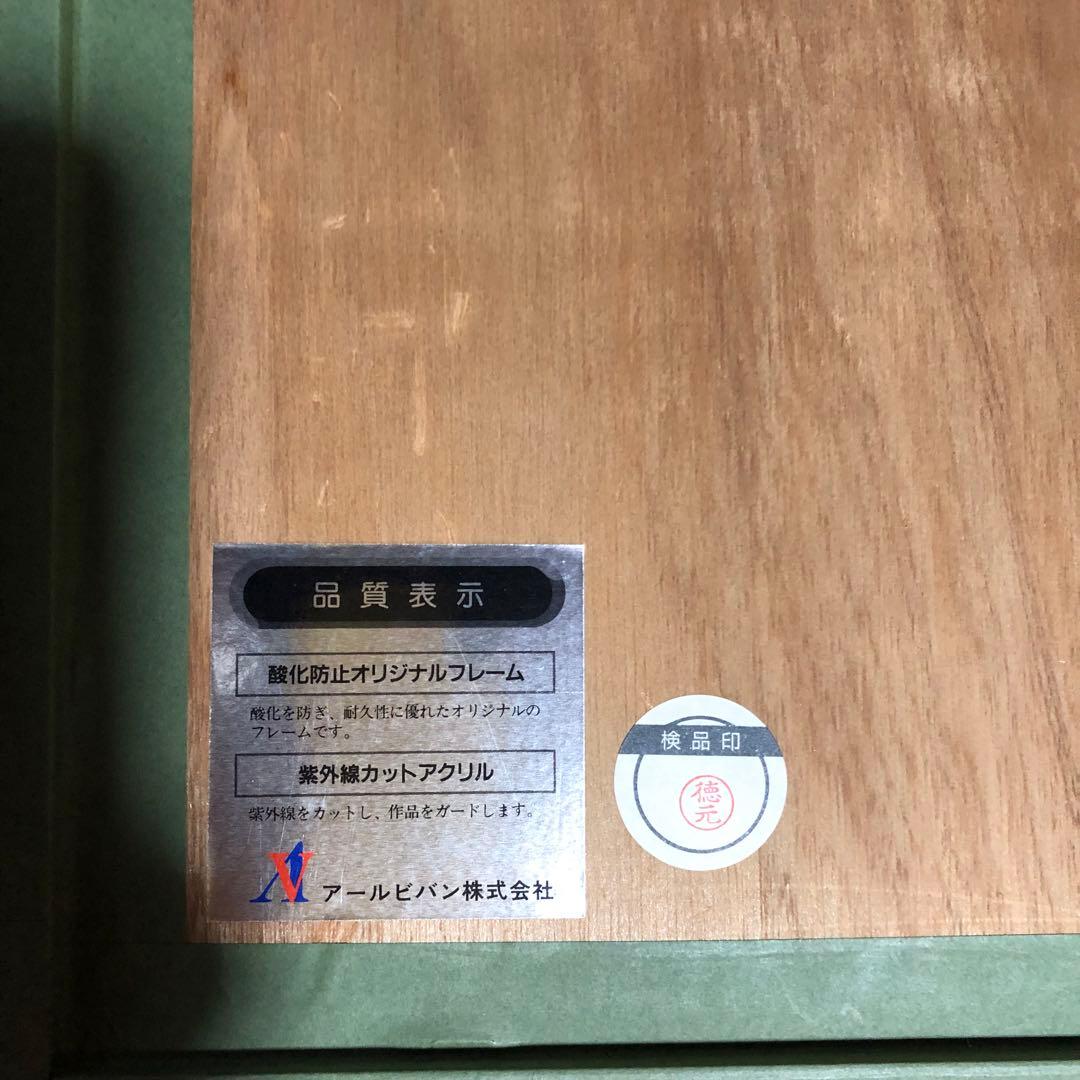 品質表示
酸化防止オリジナルフレーム
酸化を防ぎ、耐久性に優れたオリジナルの
フレームです。
紫外線カットアクリル
紫外線をカットし、作品をガードします。
アールビバン株式会社
検品印
徳元